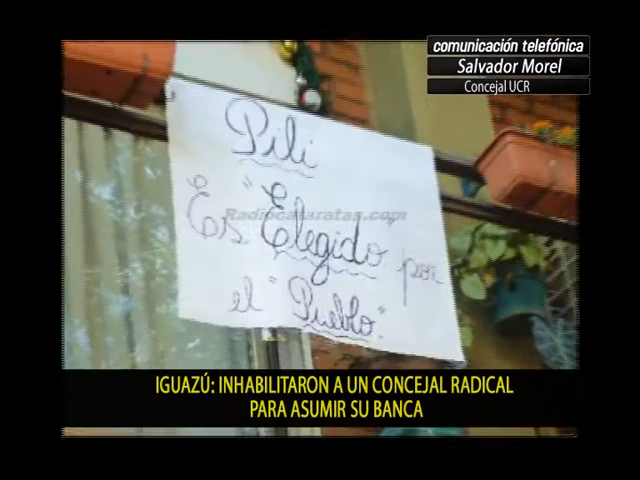 comunicación telefónica
Salvador Morel
Concejal UCR
Pili
Es "Elegido" por
el "Pueblo"
Radiocataratas.com
IGUAZÚ: INHABILITARON A UN CONCEJAL RADICAL
PARA ASUMIR SU BANCA